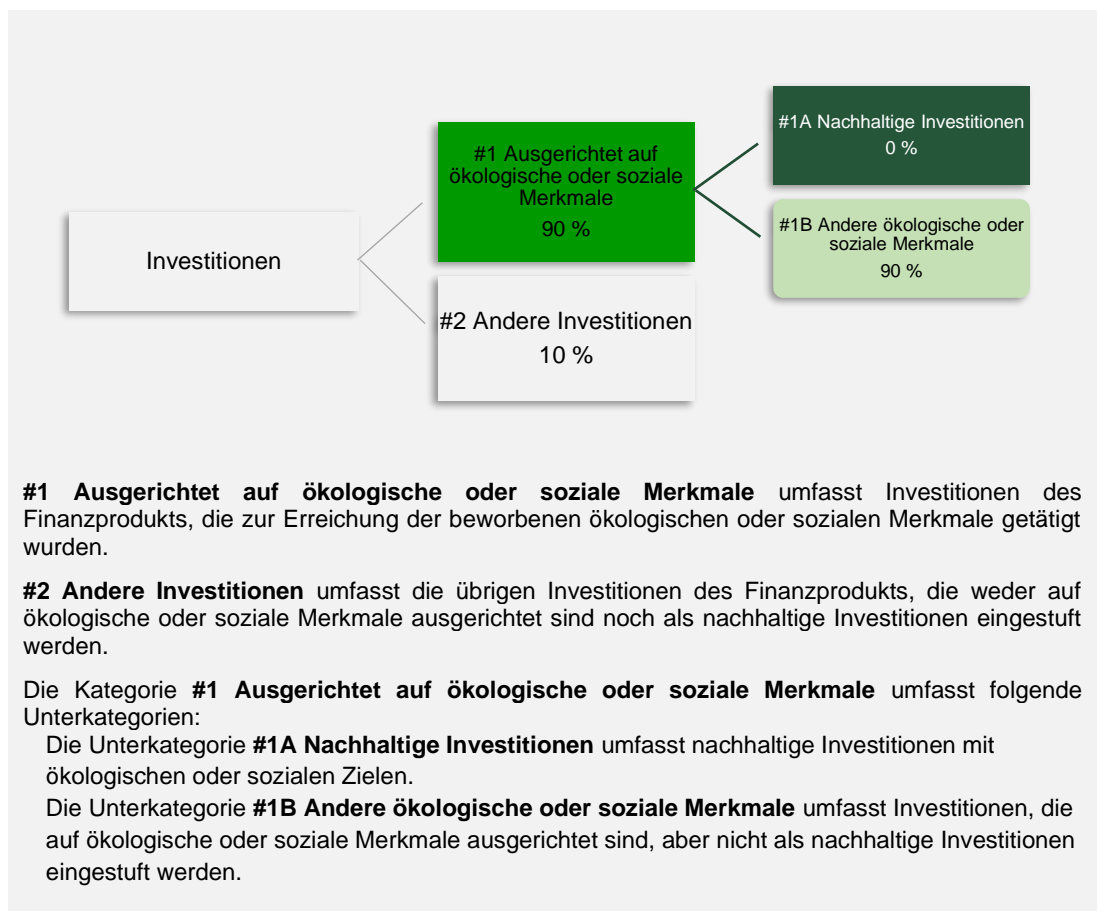 Investitionen
#1 Ausgerichtet auf
ökologische oder soziale
Merkmale
90 %
#2 Andere Investitionen
10 %
#1A Nachhaltige Investitionen
0 %
#1B Andere ökologische oder
soziale Merkmale
90 %
#1 Ausgerichtet auf ökologische oder soziale Merkmale umfasst Investitionen des
Finanzprodukts, die zur Erreichung der beworbenen ökologischen oder sozialen Merkmale getätigt
wurden.
#2 Andere Investitionen umfasst die übrigen Investitionen des Finanzprodukts, die weder auf
ökologische oder soziale Merkmale ausgerichtet sind noch als nachhaltige Investitionen eingestuft
werden.
Die Kategorie #1 Ausgerichtet auf ökologische oder soziale Merkmale umfasst folgende
Unterkategorien:
Die Unterkategorie #1A Nachhaltige Investitionen umfasst nachhaltige Investitionen mit
ökologischen oder sozialen Zielen.
Die Unterkategorie #1B Andere ökologische oder soziale Merkmale umfasst Investitionen, die
auf ökologische oder soziale Merkmale ausgerichtet sind, aber nicht als nachhaltige Investitionen
eingestuft werden.